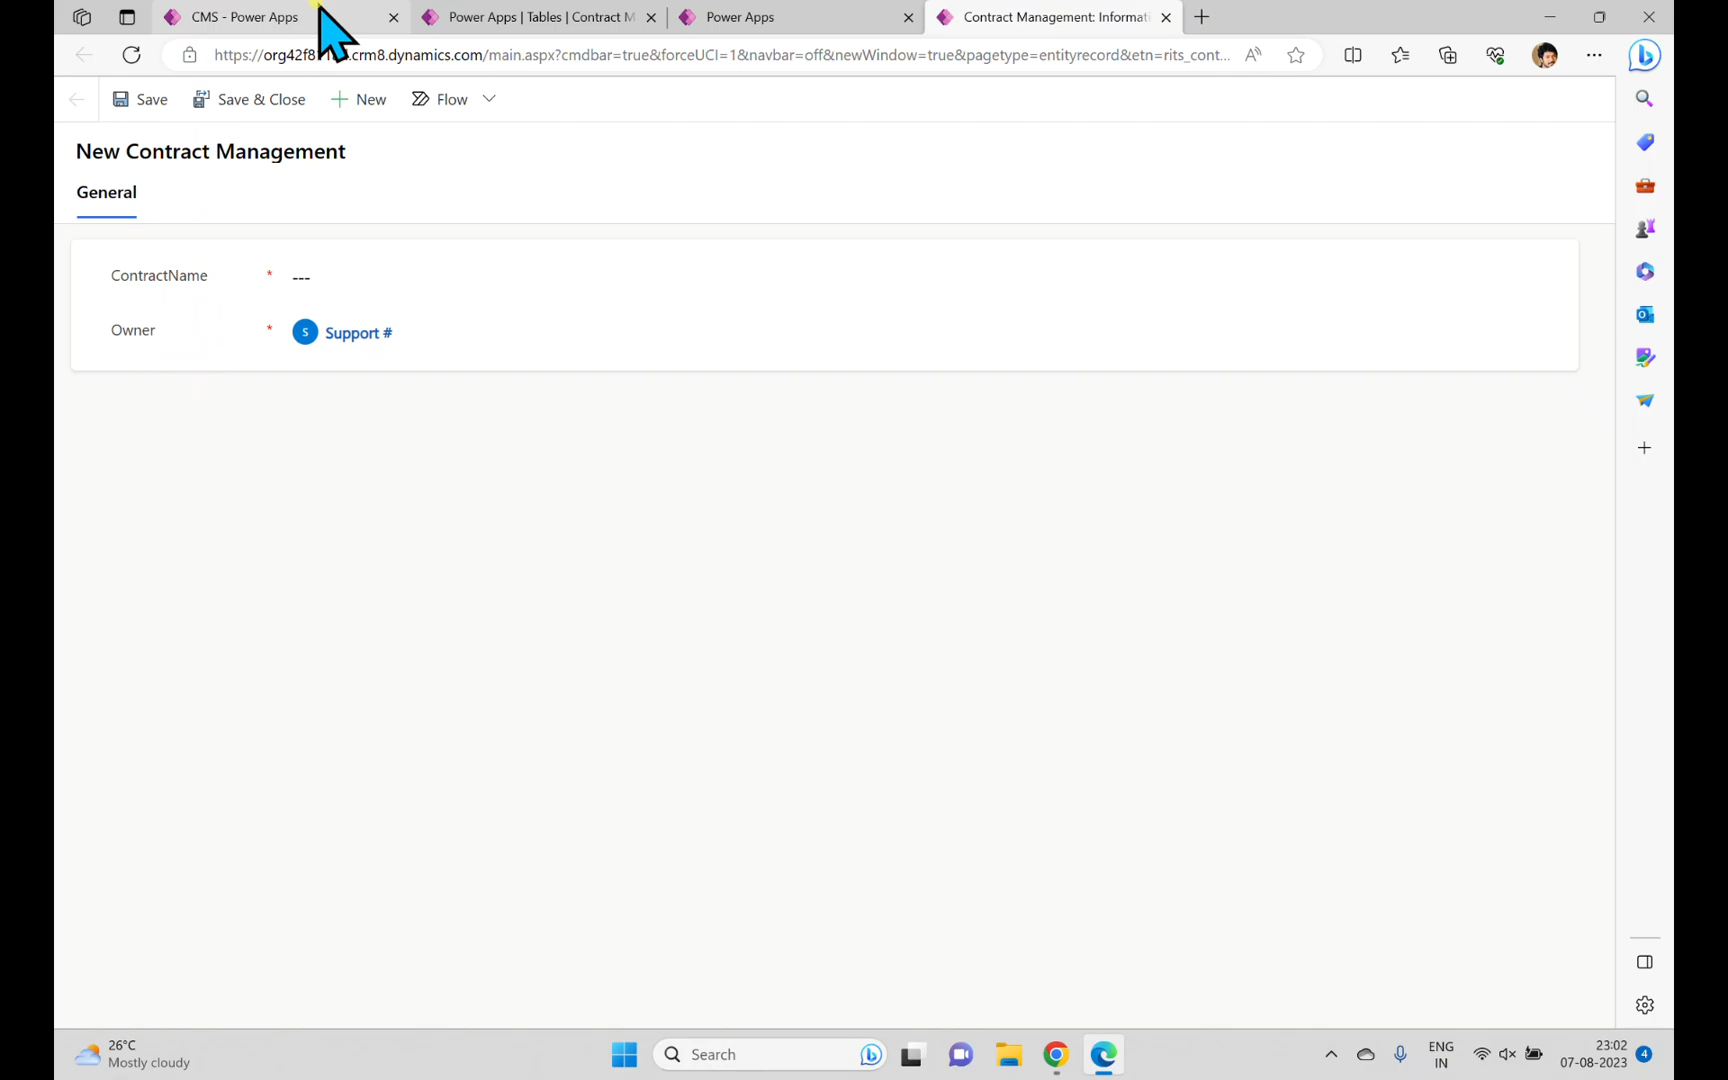 CMS - Power Apps
Power Apps | Tables | Contract M
Power Apps
Contract Management: Informati
https://org42f8 crm8.dynamics.com/main.aspx?cmdbar=true&forceUCI=1&navbar=off&newWindow=true&pagetype=entityrecord&etn=rits_cont...
Save
Save & Close
New
Flow
New Contract Management
General
ContractName * ---
Owner * S Support #
26°C
Mostly cloudy
Search
ENG
IN
23:02
07-08-2023
4